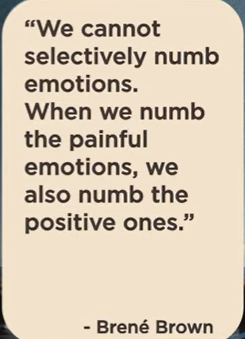 “We cannot
selectively numb
emotions.
When we numb
the painful
emotions, we
also numb the
positive ones.”
- Brené Brown